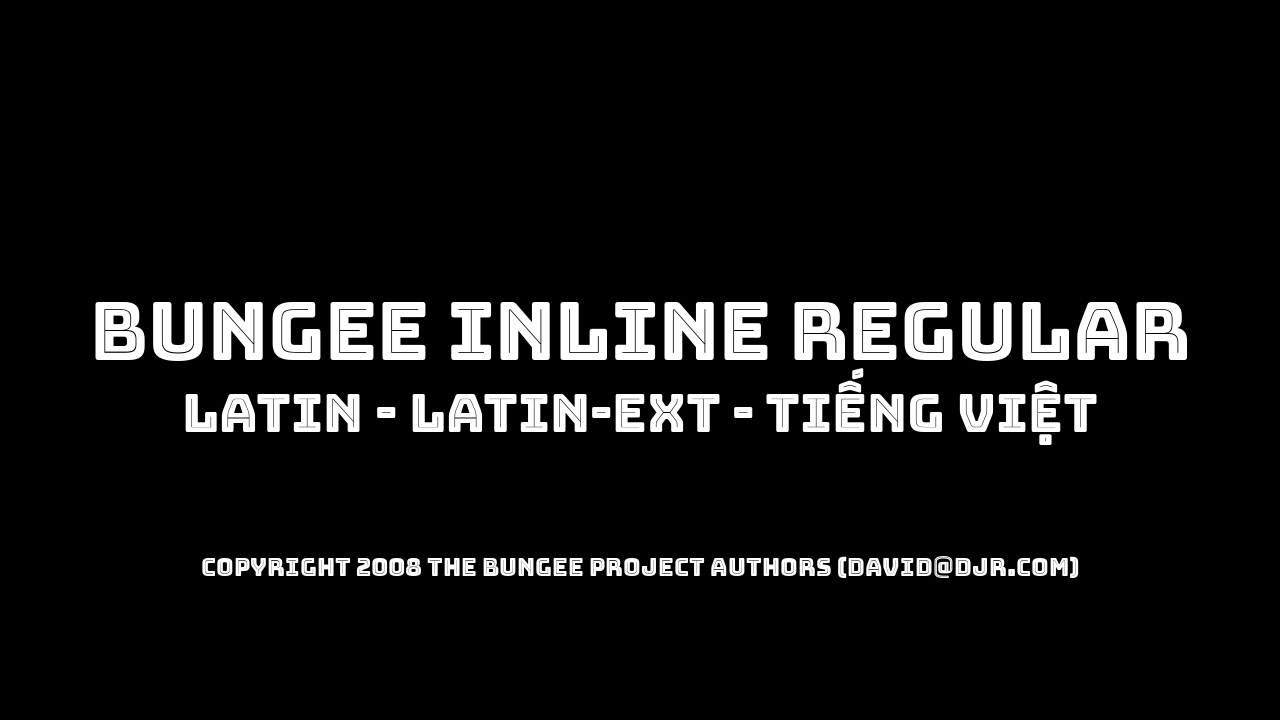 BUNGEE INLINE REGULAR
LATIN - LATIN-EXT - TIẾNG VIỆT
COPYRIGHT 2008 THE BUNGEE PROJECT AUTHORS (DAVID@DJR.COM)